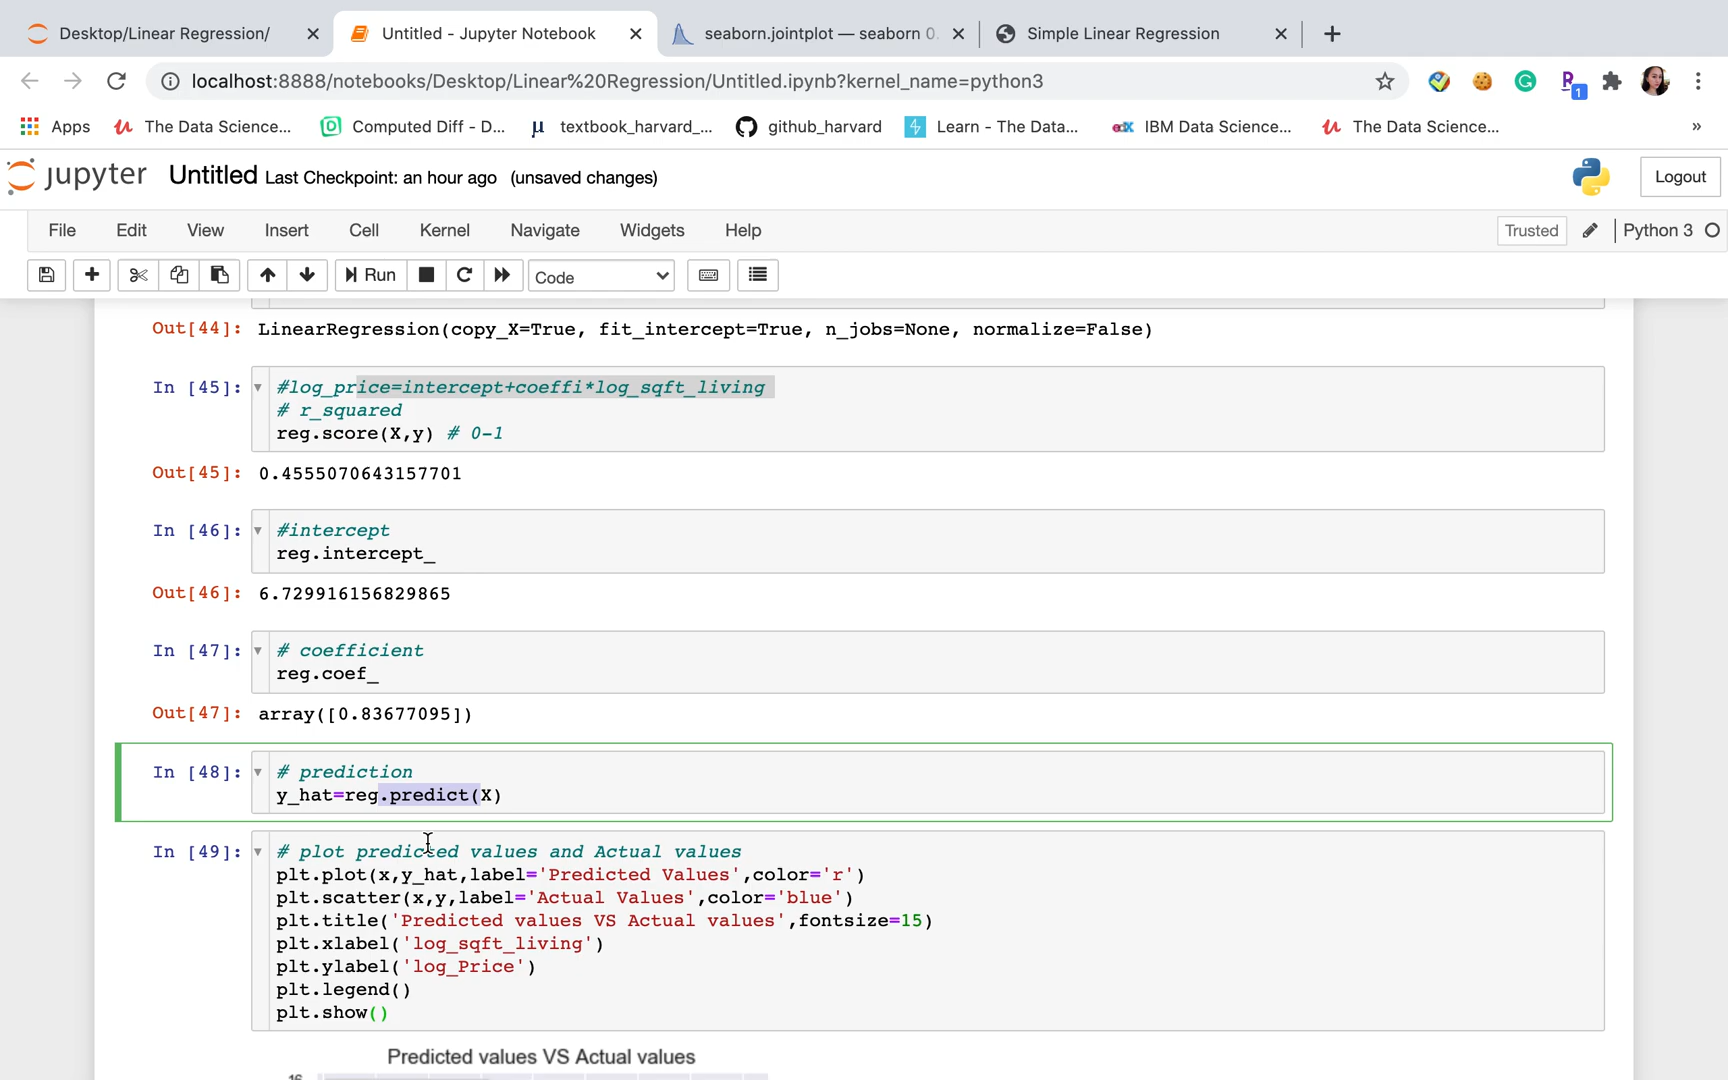 Desktop/Linear Regression/
Untitled - Jupyter Notebook
seaborn.jointplot — seaborn 0.
Simple Linear Regression
localhost:8888/notebooks/Desktop/Linear%20Regression/Untitled.ipynb?kernel_name=python3
1
Apps
The Data Science...
Computed Diff - D...
textbook_harvard_...
github_harvard
Learn - The Data...
IBM Data Science...
The Data Science...
»
jupyter Untitled Last Checkpoint: an hour ago (unsaved changes)
Logout
File Edit View Insert Cell Kernel Navigate Widgets Help
Trusted
Python 3
Run
Code
Out[44]: LinearRegression(copy_X=True, fit_intercept=True, n_jobs=None, normalize=False)
In [45]: #log_price=intercept+coeffi*log_sqft_living
# r_squared
reg.score(X,y) # 0-1
Out[45]: 0.4555070643157701
In [46]: #intercept
reg.intercept_
Out[46]: 6.729916156829865
In [47]: # coefficient
reg.coef_
Out[47]: array([0.83677095])
In [48]: # prediction
y_hat=reg.predict(X)
In [49]: # plot predicted values and Actual values
plt.plot(x,y_hat,label='Predicted Values',color='r')
plt.scatter(x,y,label='Actual Values',color='blue')
plt.title('Predicted values VS Actual values',fontsize=15)
plt.xlabel('log_sqft_living')
plt.ylabel('log_Price')
plt.legend()
plt.show()
Predicted values VS Actual values
16